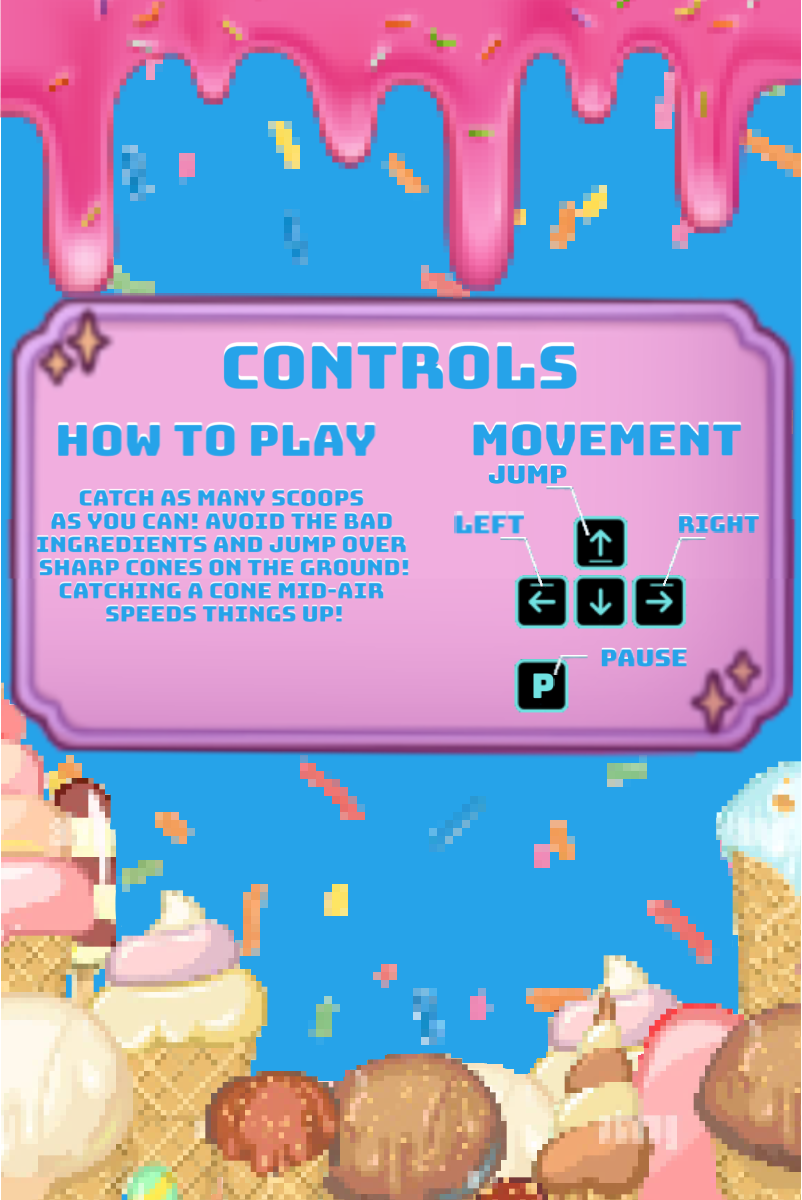 CONTROLS
HOW TO PLAY
CATCH AS MANY SCOOPS
AS YOU CAN! AVOID THE BAD
INGREDIENTS AND JUMP OVER
SHARP CONES ON THE GROUND!
CATCHING A CONE MID-AIR
SPEEDS THINGS UP!
MOVEMENT
JUMP
LEFT
RIGHT
↑
← ↓ →
PAUSE
P